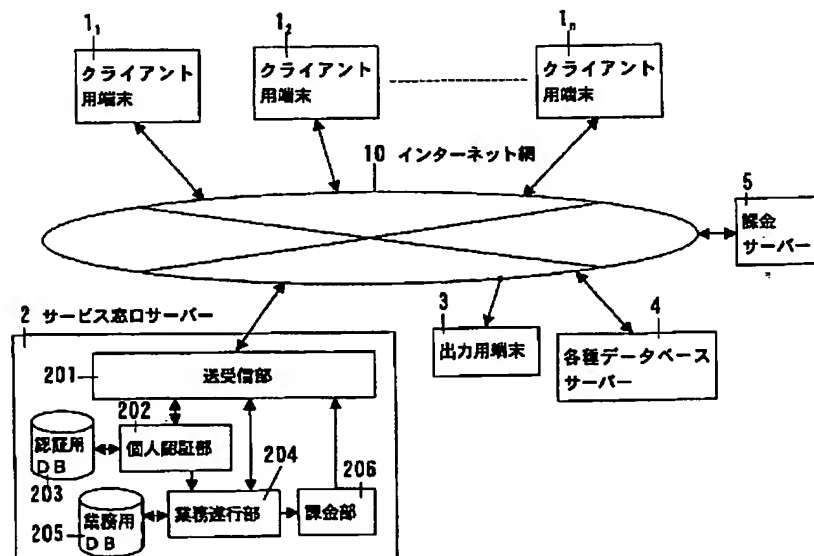 1₁
クライアント
用端末
1₂
クライアント
用端末
1ₙ
クライアント
用端末
10 インターネット網
5
課金
サーバー
2 サービス窓口サーバー
3
出力用端末
4
各種データベース
サーバー
201
送受信部
202
個人認証部
認証用
DB
203
204
業務遂行部
206
課金部
業務用
DB
205